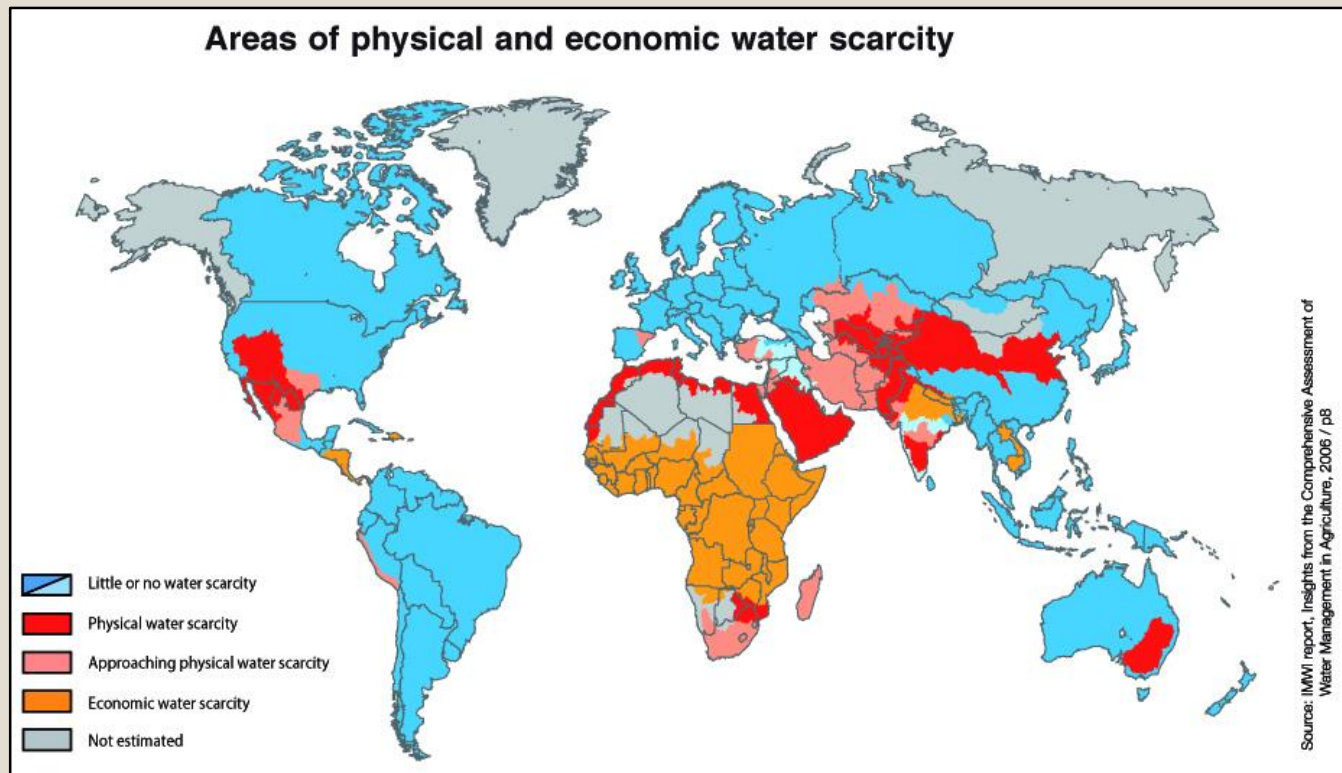 Areas of physical and economic water scarcity
Little or no water scarcity
Physical water scarcity
Approaching physical water scarcity
Economic water scarcity
Not estimated
Source: IMWI report, Insights from the Comprehensive Assessment of
Water Management in Agriculture, 2006 / p8